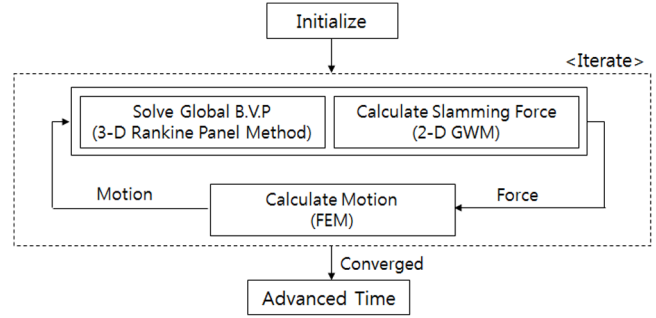 Initialize
<Iterate>
Solve Global B.V.P
(3-D Rankine Panel Method)
Calculate Slamming Force
(2-D GWM)
Motion
Calculate Motion
(FEM)
Force
Converged
Advanced Time